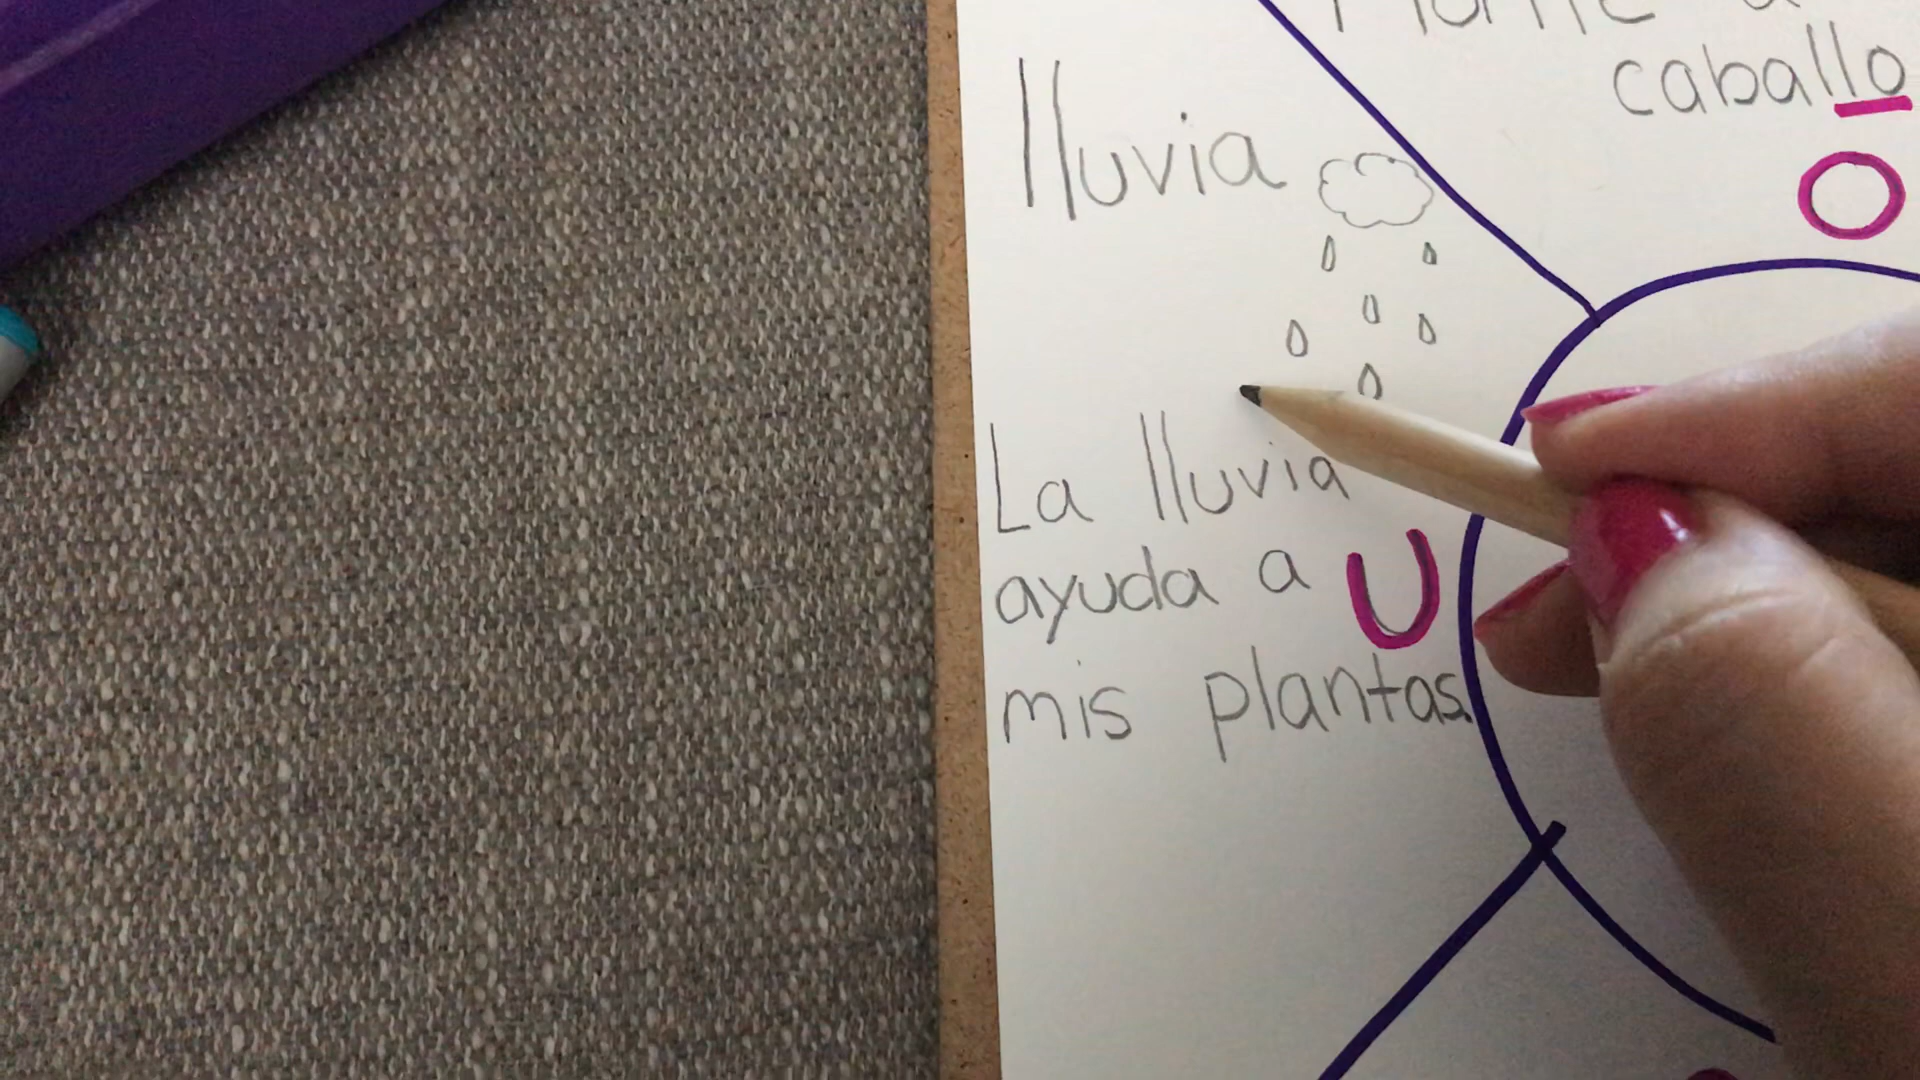 caballo
O
lluvia
La lluvia
ayuda a U
mis plantas.